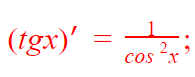 (tgx)′ = 1/cos²x;